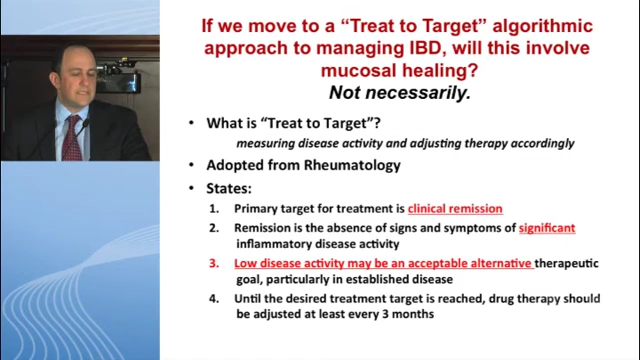 If we move to a “Treat to Target” algorithmic
approach to managing IBD, will this involve
mucosal healing?
Not necessarily.
• What is “Treat to Target”?
measuring disease activity and adjusting therapy accordingly
• Adopted from Rheumatology
• States:
1. Primary target for treatment is clinical remission
2. Remission is the absence of signs and symptoms of significant
inflammatory disease activity
3. Low disease activity may be an acceptable alternative therapeutic
goal, particularly in established disease
4. Until the desired treatment target is reached, drug therapy should
be adjusted at least every 3 months